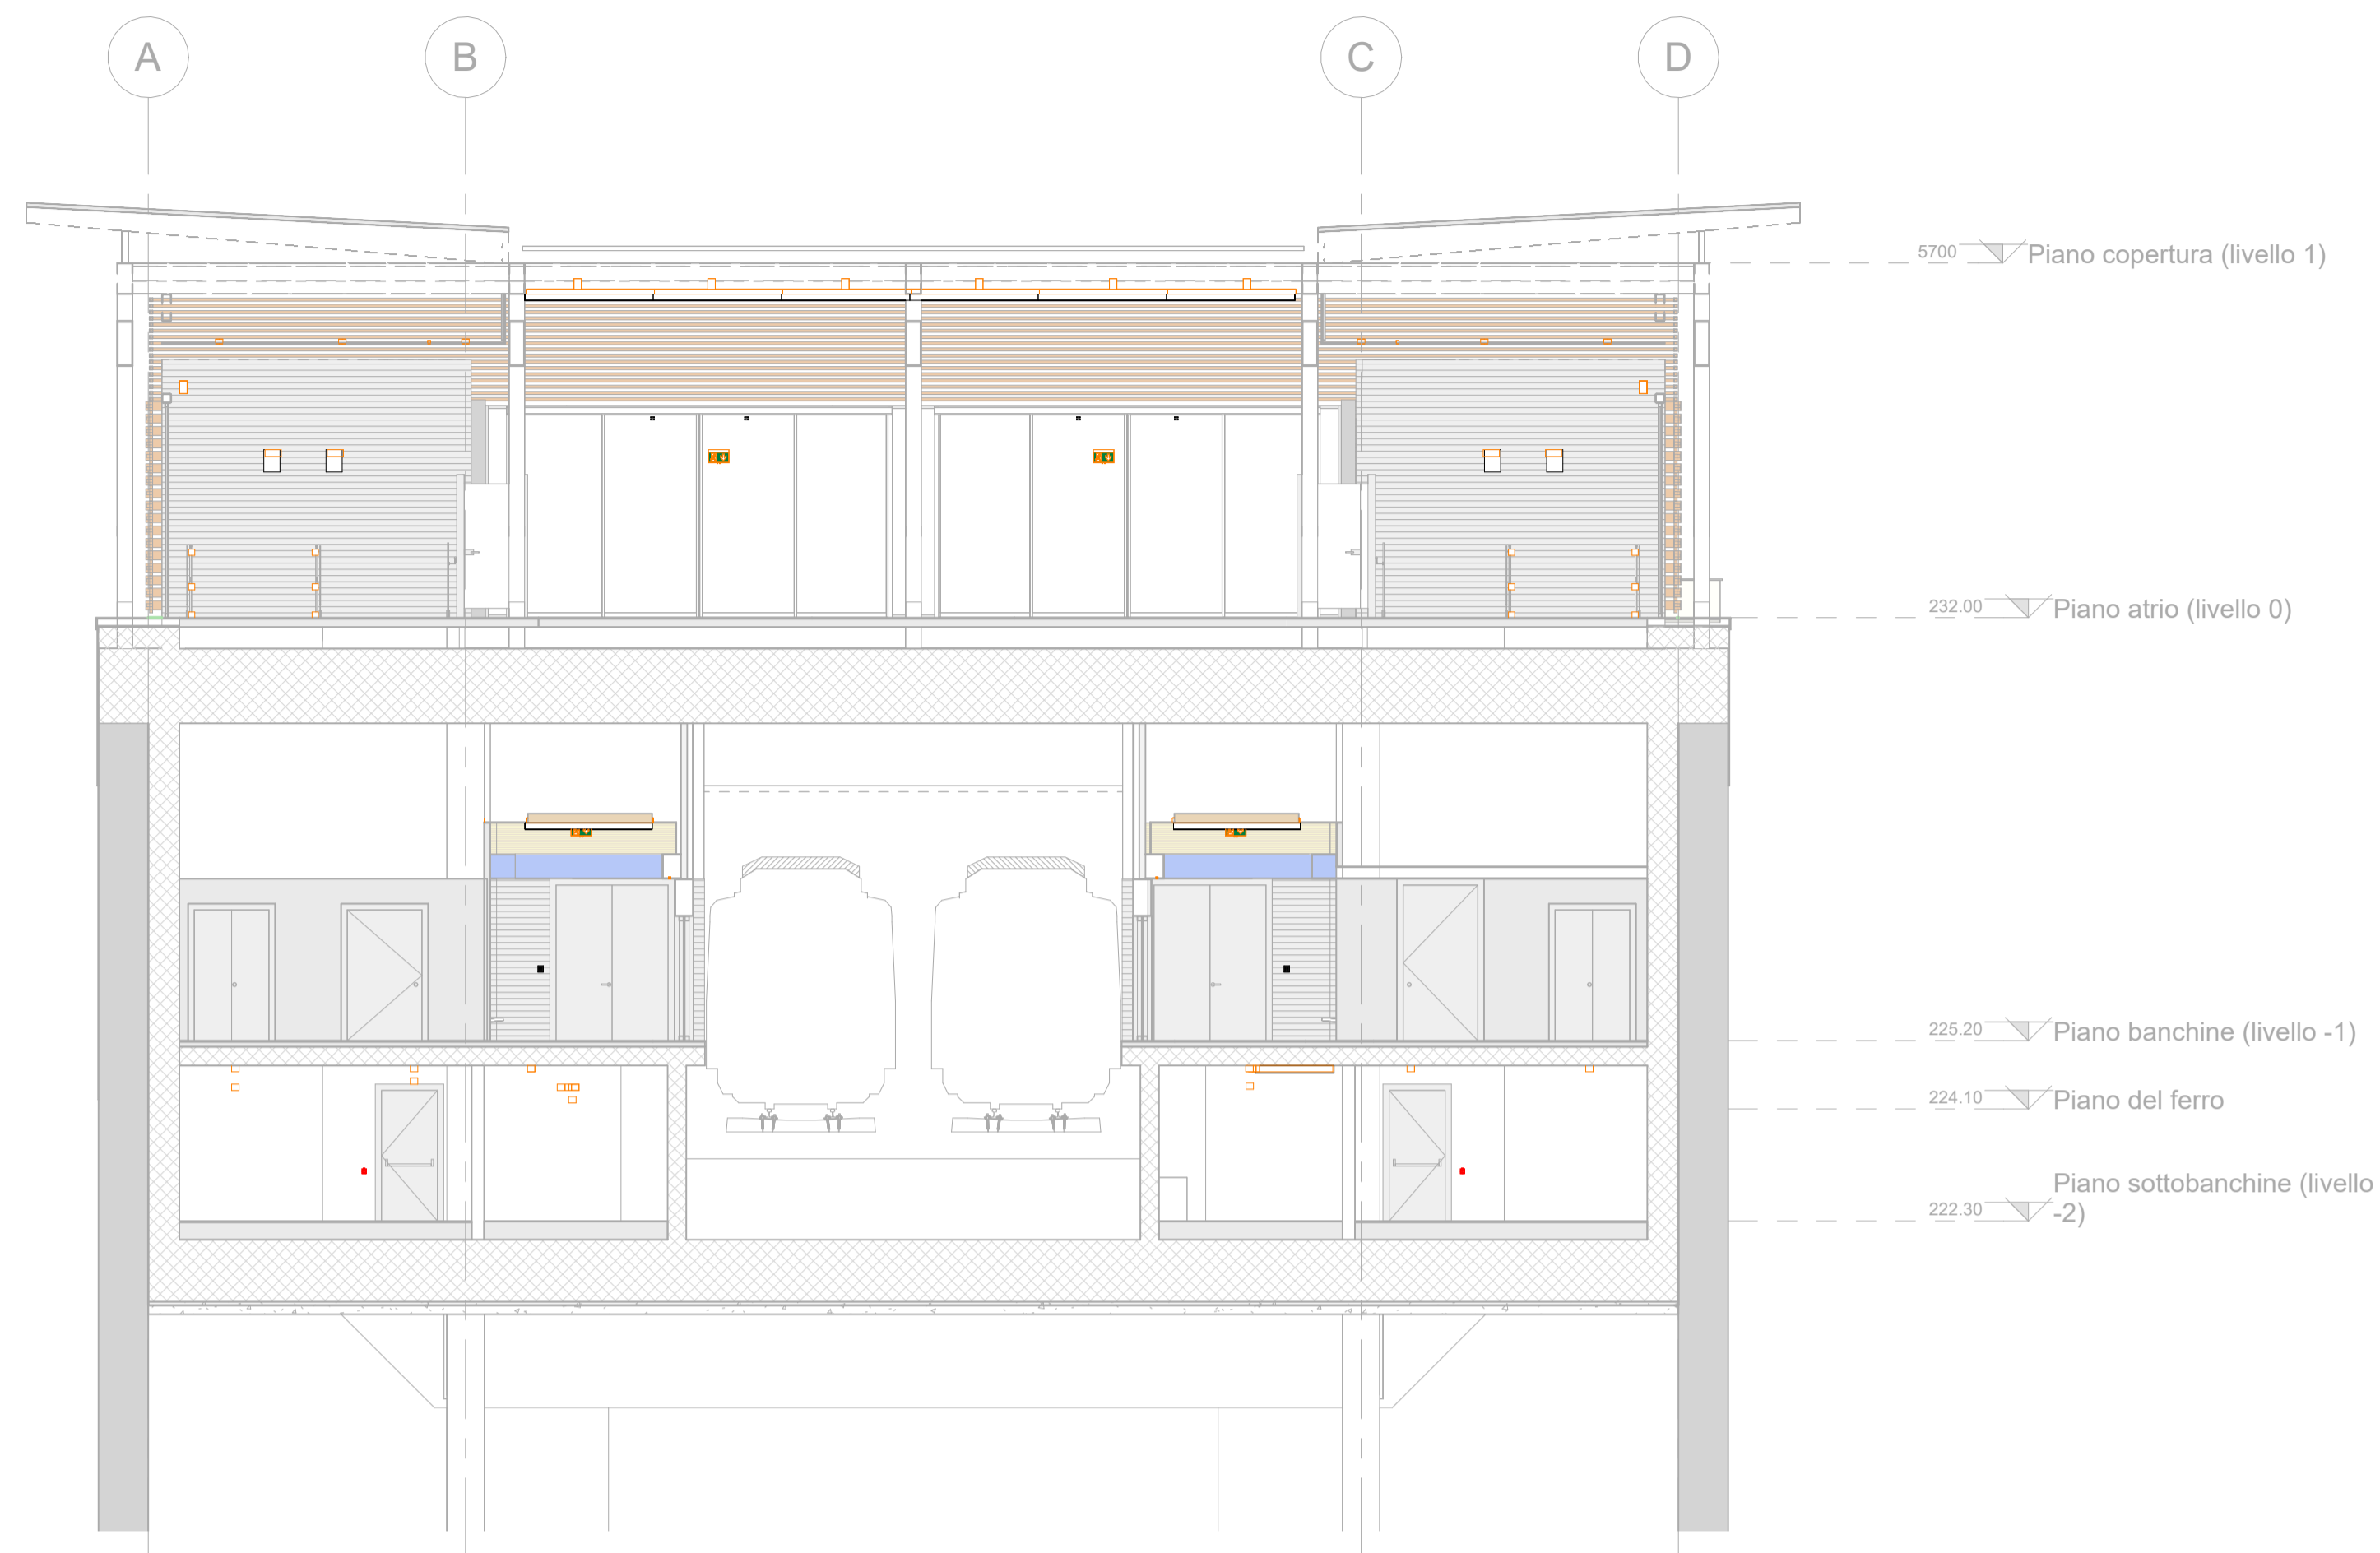 A
B
C
D
5700
Piano copertura (livello 1)
232.00
Piano atrio (livello 0)
225.20
Piano banchine (livello -1)
224.10
Piano del ferro
222.30
Piano sottobanchine (livello
-2)